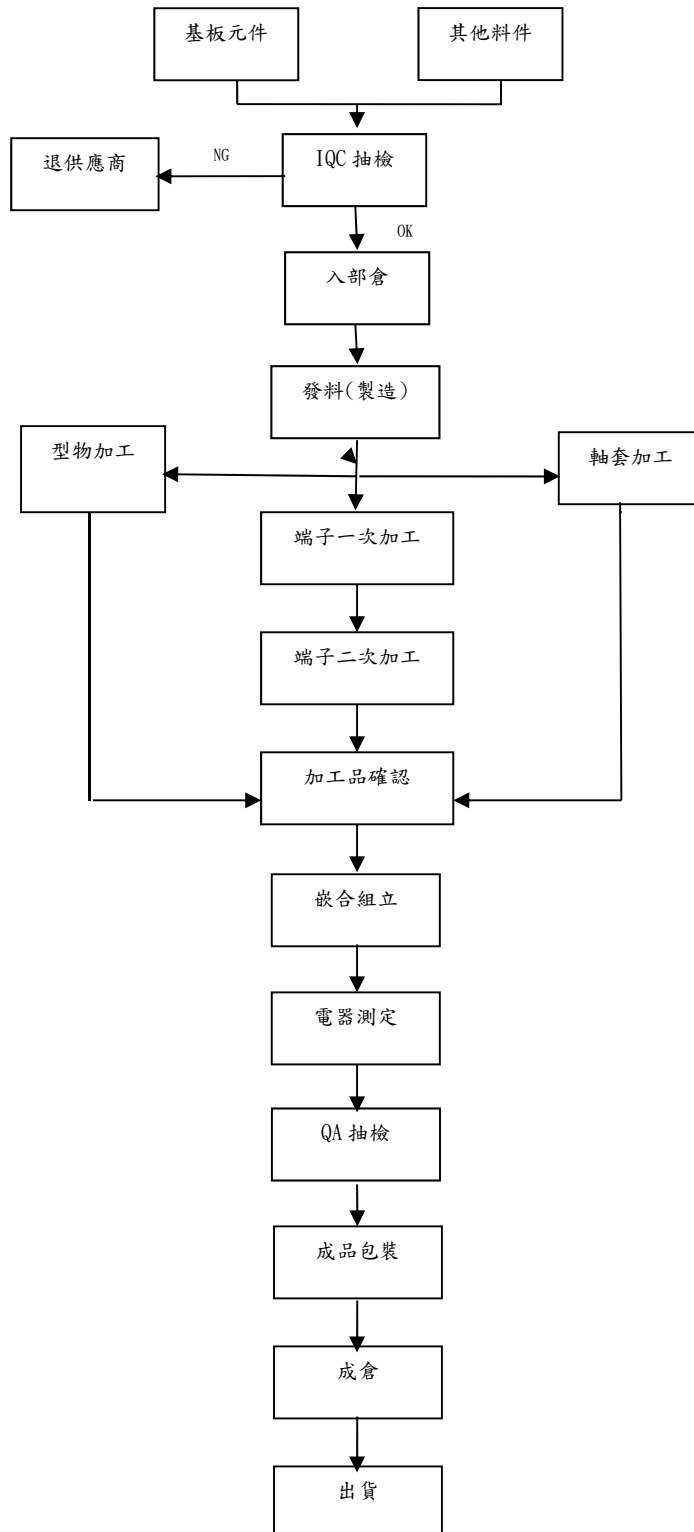 基板元件
其他料件
退供應商
NG
IQC 抽檢
OK
入部倉
發料(製造)
型物加工
軸套加工
端子一次加工
端子二次加工
加工品確認
嵌合組立
電器測定
QA 抽檢
成品包裝
成倉
出貨